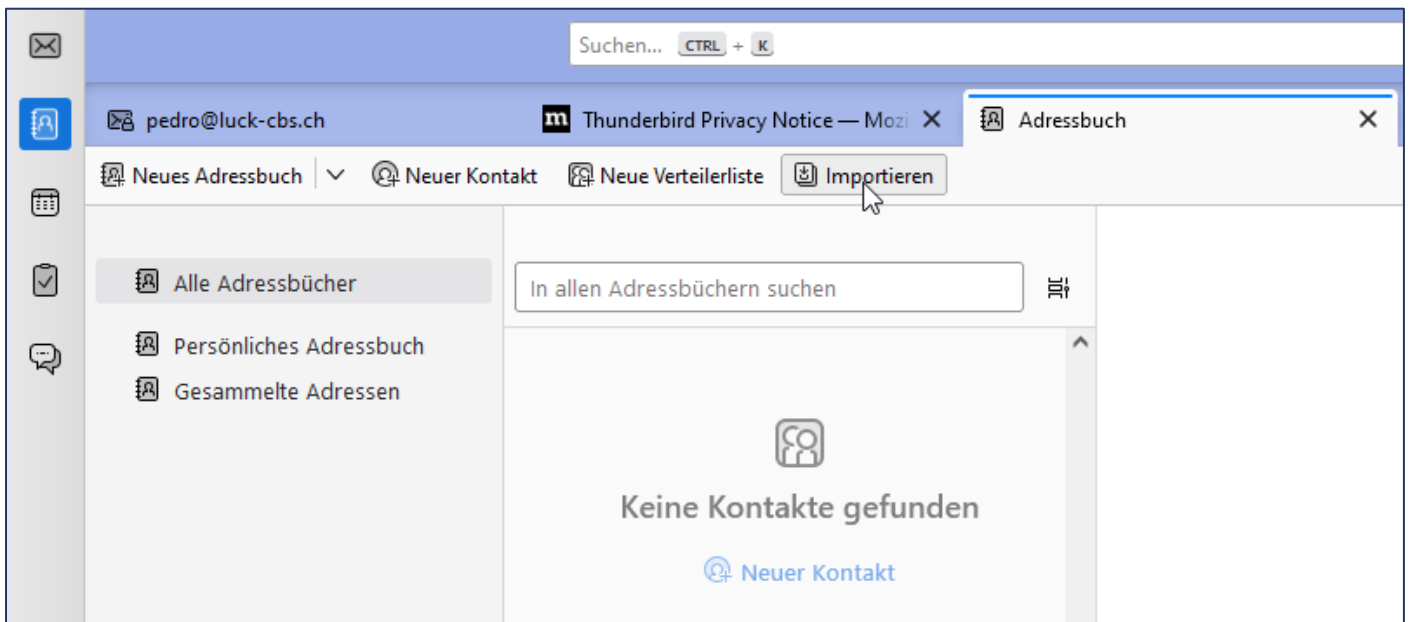 Suchen... CTRL + K
pedro@luck-cbs.ch
m Thunderbird Privacy Notice — Mozi
Adressbuch
Neues Adressbuch
Neuer Kontakt
Neue Verteilerliste
Importieren
Alle Adressbücher
Persönliches Adressbuch
Gesammelte Adressen
In allen Adressbüchern suchen
Keine Kontakte gefunden
Neuer Kontakt